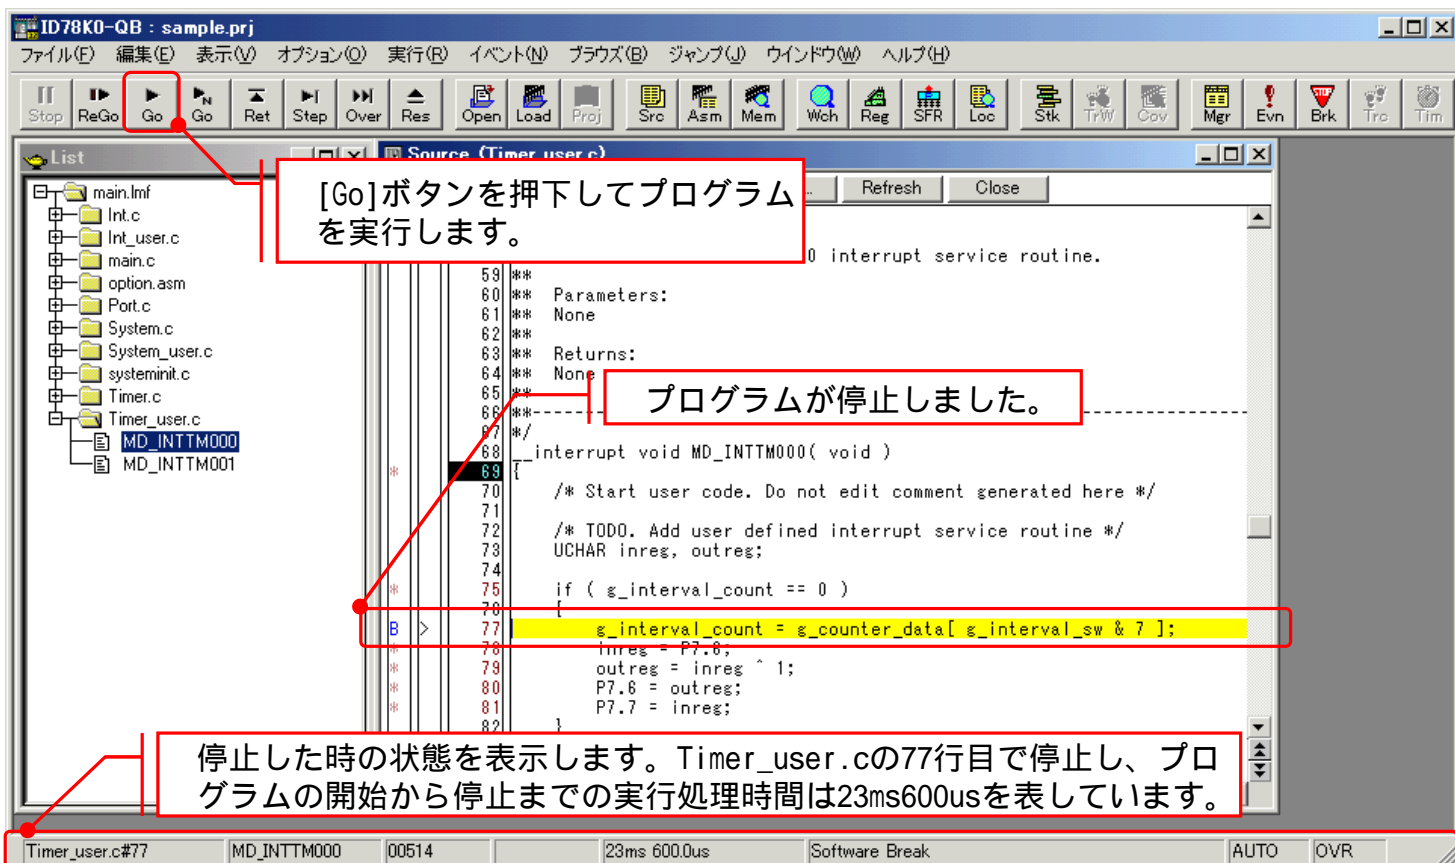 ID78K0-QB : sample.prj
ファイル(F) 編集(E) 表示(V) オプション(O) 実行(R) イベント(N) ブラウズ(B) ジャンプ(J) ウインドウ(W) ヘルプ(H)
Stop ReGo Go N Go Ret Step Over Res Open Load Proj Src Asm Mem Wch Reg SFR Loc Stk TrW Cov Mgr Evn Brk Trc Tim
List
Source (Timer_user.c)
[Go]ボタンを押下してプログラム
を実行します。
Refresh Close
main.lmf
Int.c
Int_user.c
main.c
option.asm
Port.c
System.c
System_user.c
systeminit.c
Timer.c
Timer_user.c
MD_INTTM000
MD_INTTM001
0 interrupt service routine.
59 **
60 ** Parameters:
61 ** None
62 **
63 ** Returns:
64 ** None
65 **
66 **-----------------------------------------------------------------------------
67 */
68 __interrupt void MD_INTTM000( void )
* 69 {
70 /* Start user code. Do not edit comment generated here */
71
72 /* TODO. Add user defined interrupt service routine */
73 UCHAR inreg, outreg;
74
* 75 if ( g_interval_count == 0 )
76 {
B > 77 g_interval_count = g_counter_data[ g_interval_sw & 7 ];
* 78 inreg = P7.6;
* 79 outreg = inreg ^ 1;
* 80 P7.6 = outreg;
* 81 P7.7 = inreg;
82 }
プログラムが停止しました。
停止した時の状態を表示します。Timer_user.cの77行目で停止し、プロ
グラムの開始から停止までの実行処理時間は23ms600usを表しています。
Timer_user.c#77 MD_INTTM000 00514 23ms 600.0us Software Break AUTO OVR